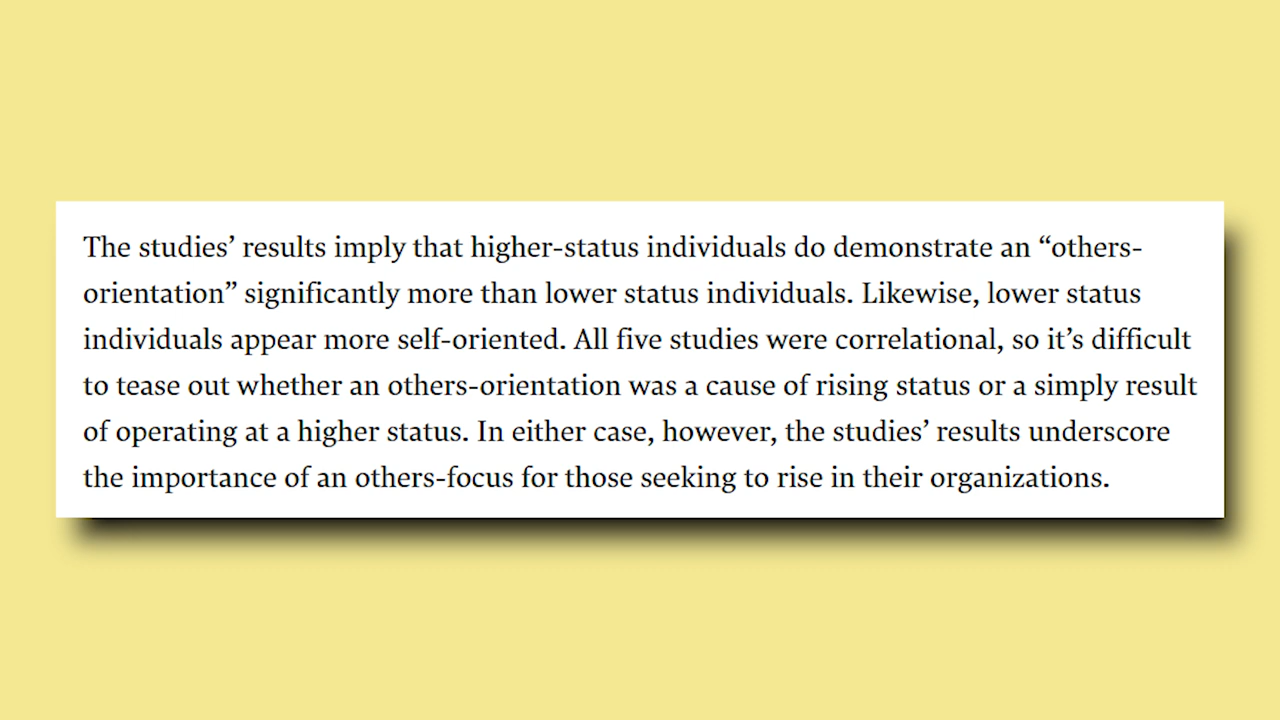 The studies’ results imply that higher-status individuals do demonstrate an “others-
orientation” significantly more than lower status individuals. Likewise, lower status
individuals appear more self-oriented. All five studies were correlational, so it’s difficult
to tease out whether an others-orientation was a cause of rising status or a simply result
of operating at a higher status. In either case, however, the studies’ results underscore
the importance of an others-focus for those seeking to rise in their organizations.